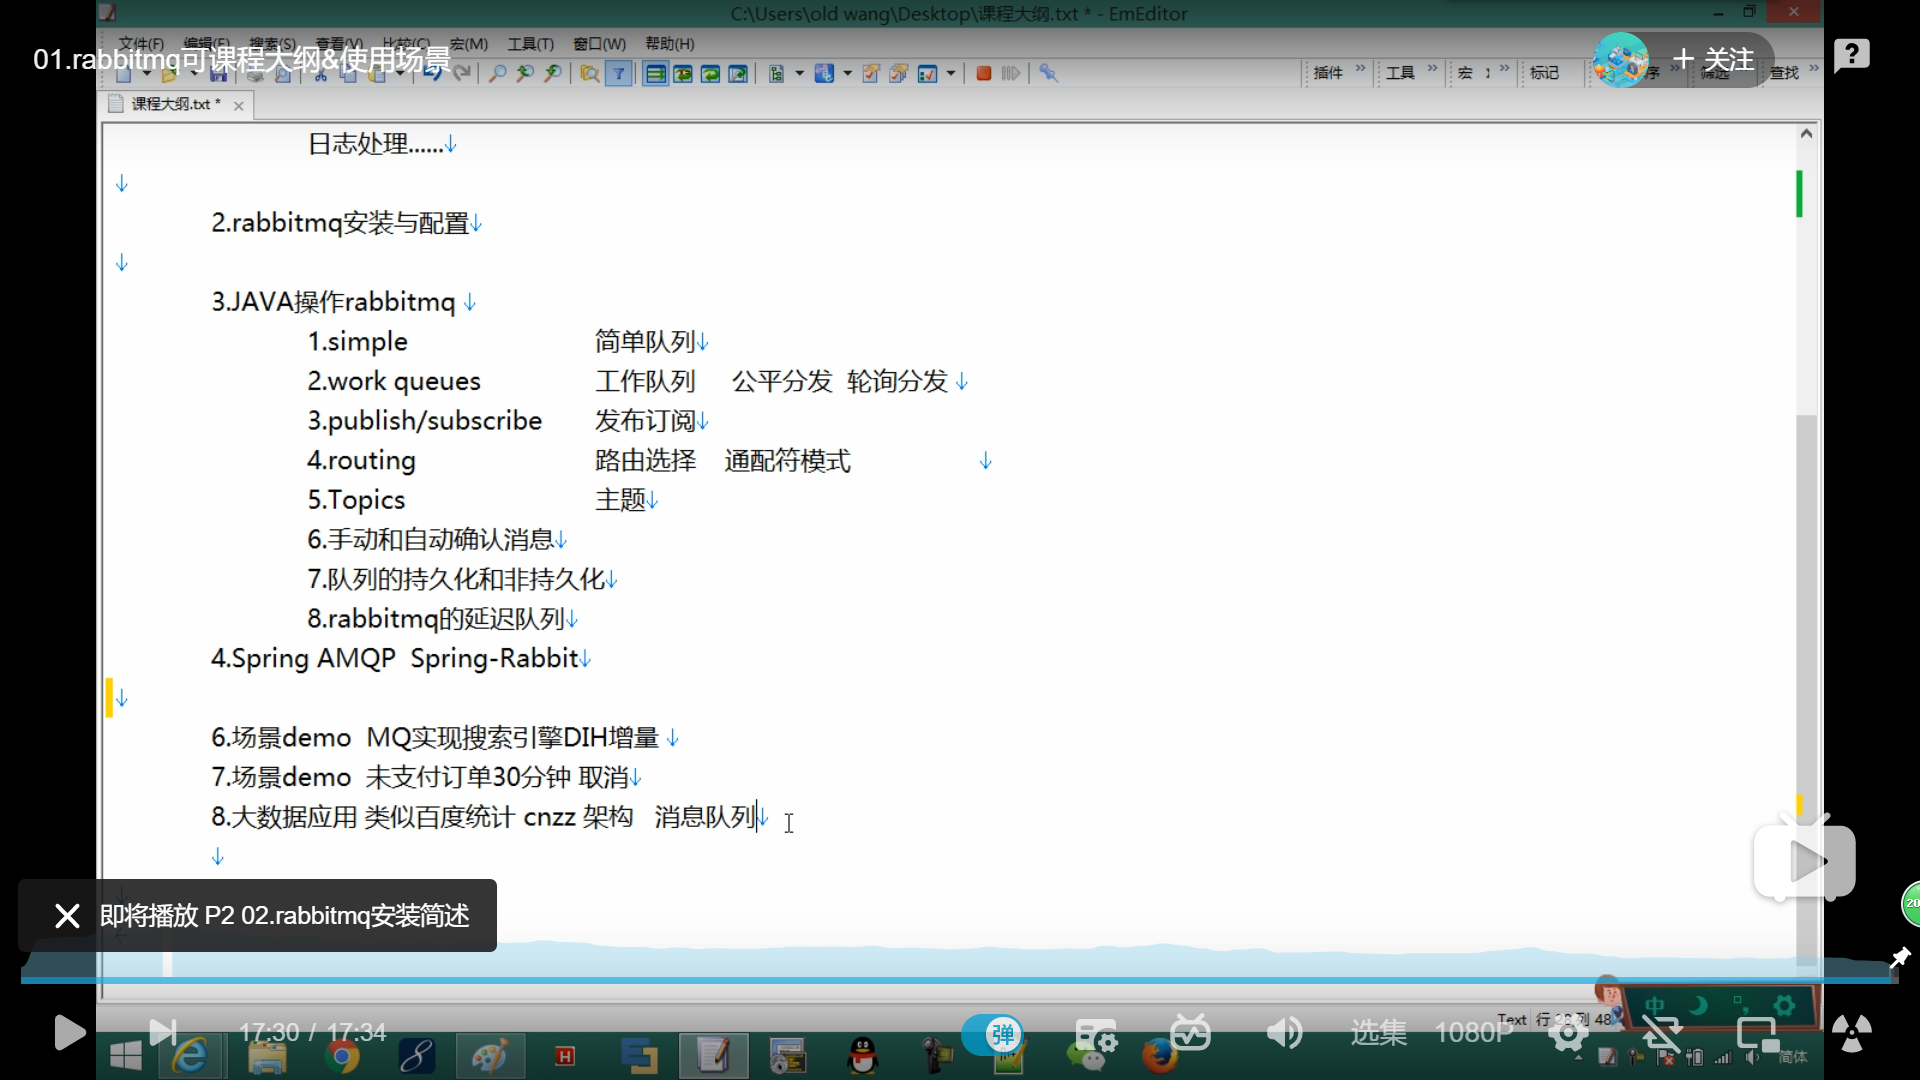 C:\Users\old wang\Desktop\课程大纲.txt * - EmEditor
文件(F) 编辑(E) 搜索(S) 查看(V) 比较(C) 宏(M) 工具(T) 窗口(W) 帮助(H)
01.rabbitmq可课程大纲&使用场景
+ 关注
插件 工具 宏 标记 筛选 查找
课程大纲.txt *
日志处理......
2.rabbitmq安装与配置
3.JAVA操作rabbitmq
1.simple 简单队列
2.work queues 工作队列 公平分发 轮询分发
3.publish/subscribe 发布订阅
4.routing 路由选择 通配符模式
5.Topics 主题
6.手动和自动确认消息
7.队列的持久化和非持久化
8.rabbitmq的延迟队列
4.Spring AMQP Spring-Rabbit
6.场景demo MQ实现搜索引擎DIH增量
7.场景demo 未支付订单30分钟 取消
8.大数据应用 类似百度统计 cnzz 架构 消息队列
20
即将播放 P2 02.rabbitmq安装简述
中
Text
17:30 / 17:34
弹
选集
1080P
简体